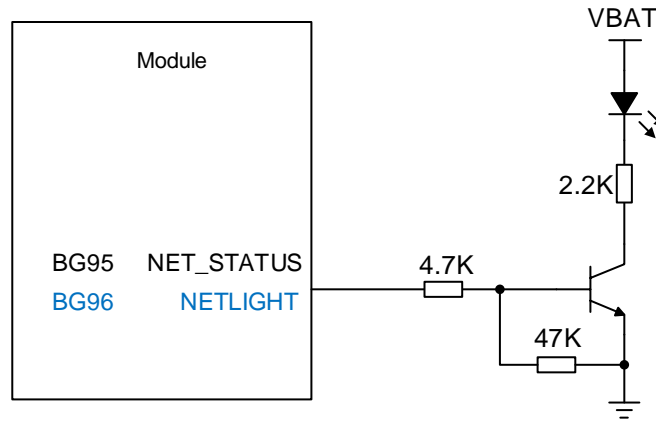 VBAT
Module
2.2K
BG95 NET_STATUS
4.7K
BG96 NETLIGHT
47K